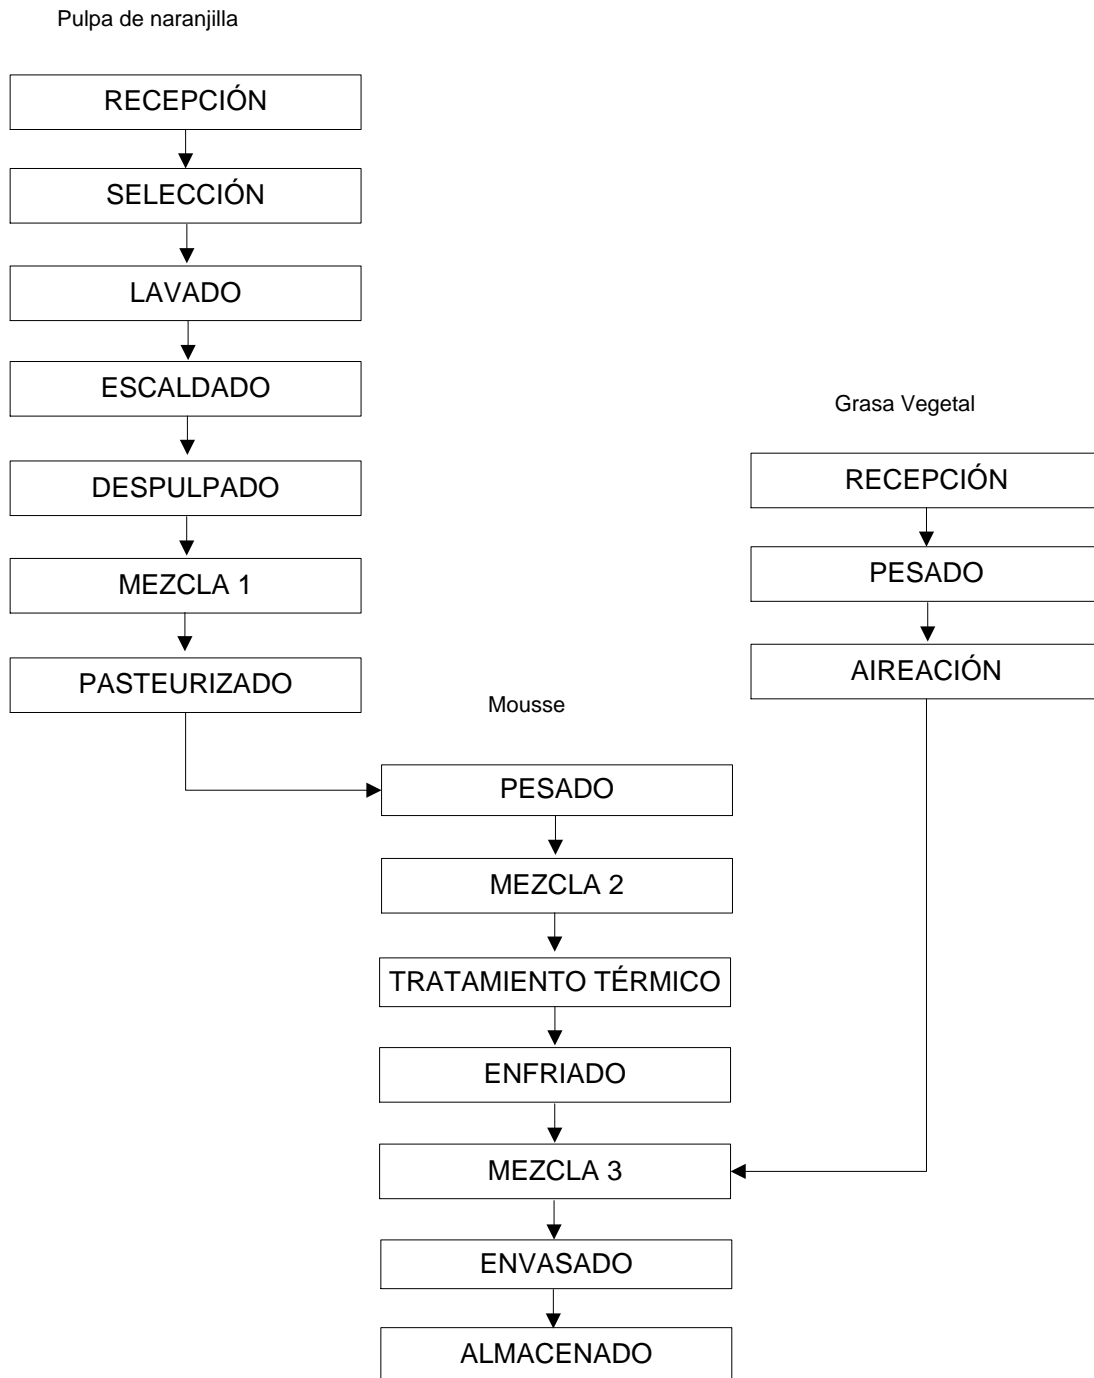 Pulpa de naranjilla
RECEPCIÓN
SELECCIÓN
LAVADO
ESCALDADO
DESPULPADO
MEZCLA 1
PASTEURIZADO
Grasa Vegetal
RECEPCIÓN
PESADO
AIREACIÓN
Mousse
PESADO
MEZCLA 2
TRATAMIENTO TÉRMICO
ENFRIADO
MEZCLA 3
ENVASADO
ALMACENADO